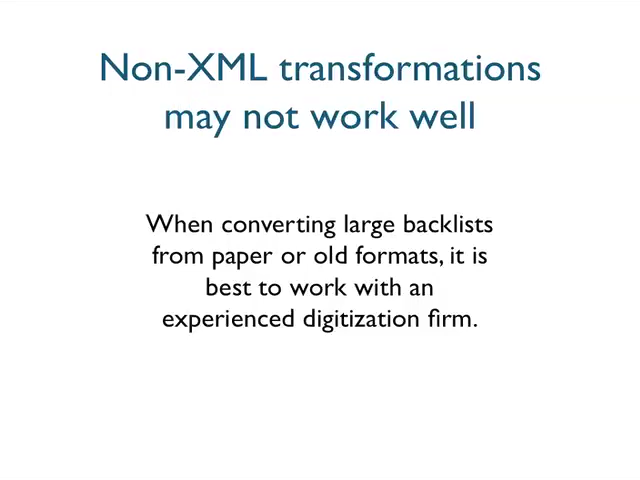 Non-XML transformations
may not work well
When converting large backlists
from paper or old formats, it is
best to work with an
experienced digitization firm.